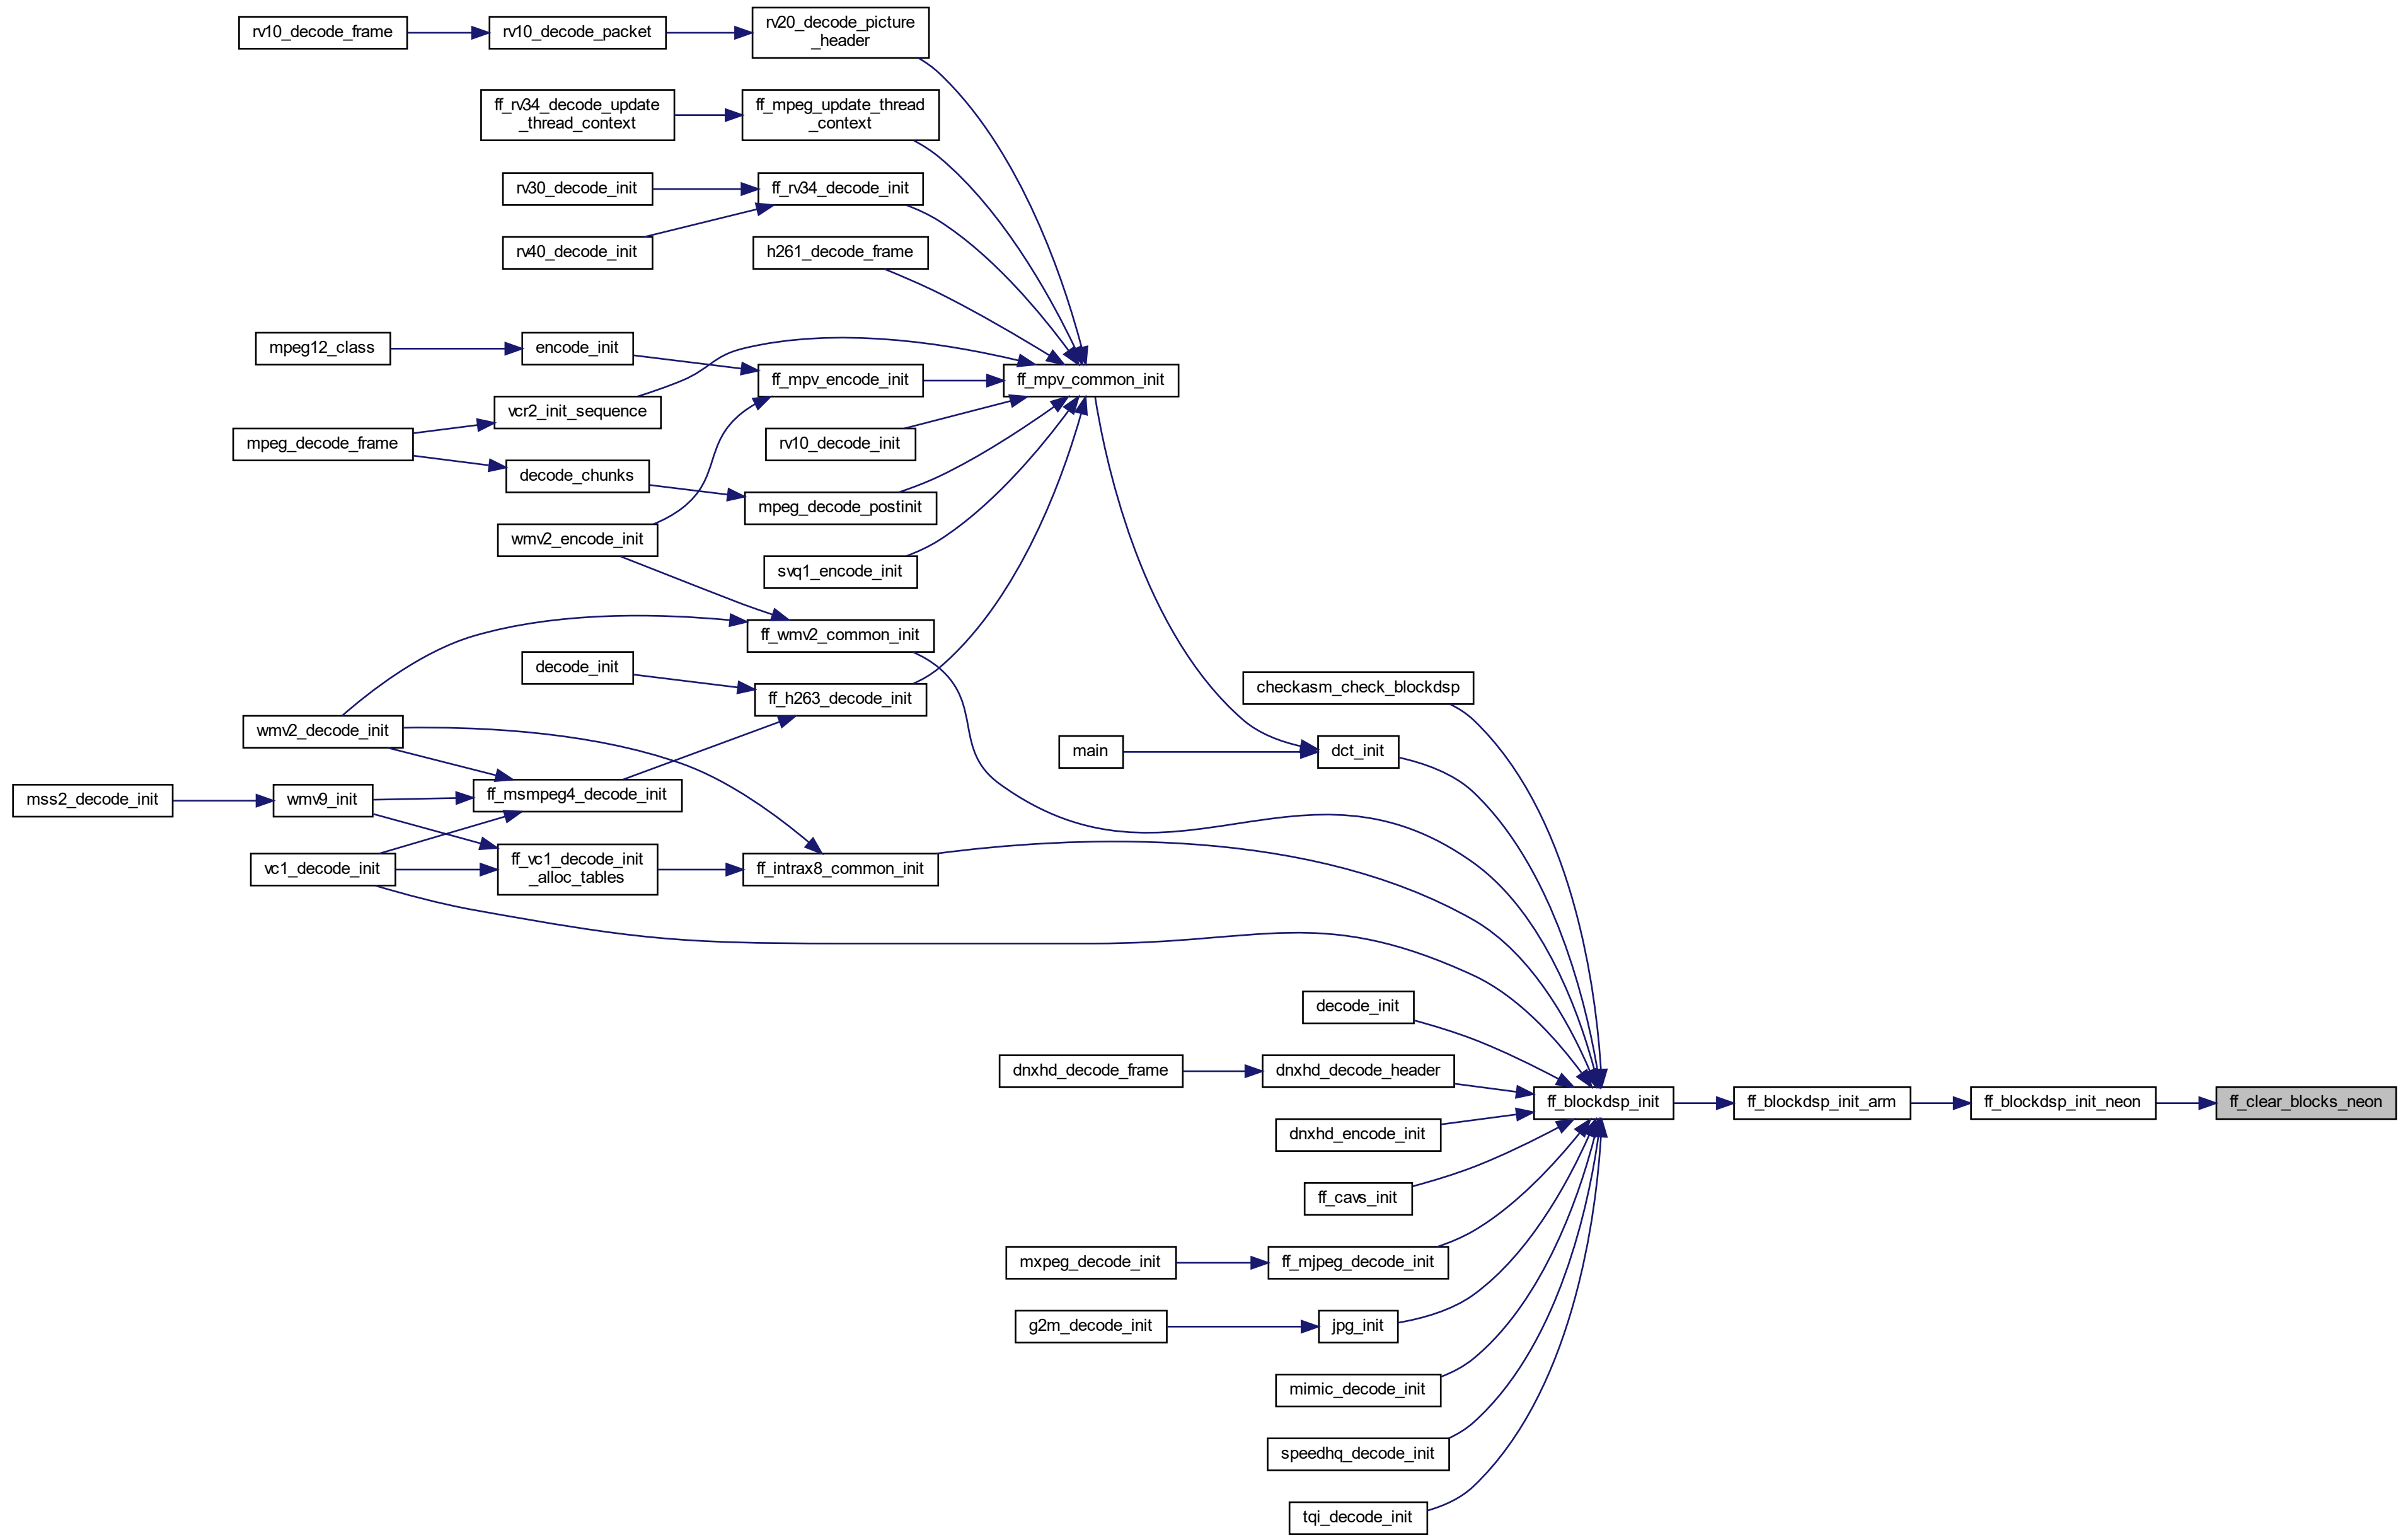 rv10_decode_frame
rv10_decode_packet
rv20_decode_picture
_header
ff_rv34_decode_update
_thread_context
ff_mpeg_update_thread
_context
rv30_decode_init
ff_rv34_decode_init
rv40_decode_init
h261_decode_frame
mpeg12_class
encode_init
ff_mpv_encode_init
ff_mpv_common_init
vcr2_init_sequence
mpeg_decode_frame
rv10_decode_init
decode_chunks
mpeg_decode_postinit
wmv2_encode_init
svq1_encode_init
ff_wmv2_common_init
decode_init
ff_h263_decode_init
checkasm_check_blockdsp
wmv2_decode_init
main
dct_init
mss2_decode_init
wmv9_init
ff_msmpeg4_decode_init
vc1_decode_init
ff_vc1_decode_init
_alloc_tables
ff_intrax8_common_init
decode_init
dnxhd_decode_frame
dnxhd_decode_header
ff_blockdsp_init
ff_blockdsp_init_arm
ff_blockdsp_init_neon
ff_clear_blocks_neon
dnxhd_encode_init
ff_cavs_init
mxpeg_decode_init
ff_mjpeg_decode_init
g2m_decode_init
jpg_init
mimic_decode_init
speedhq_decode_init
tqi_decode_init